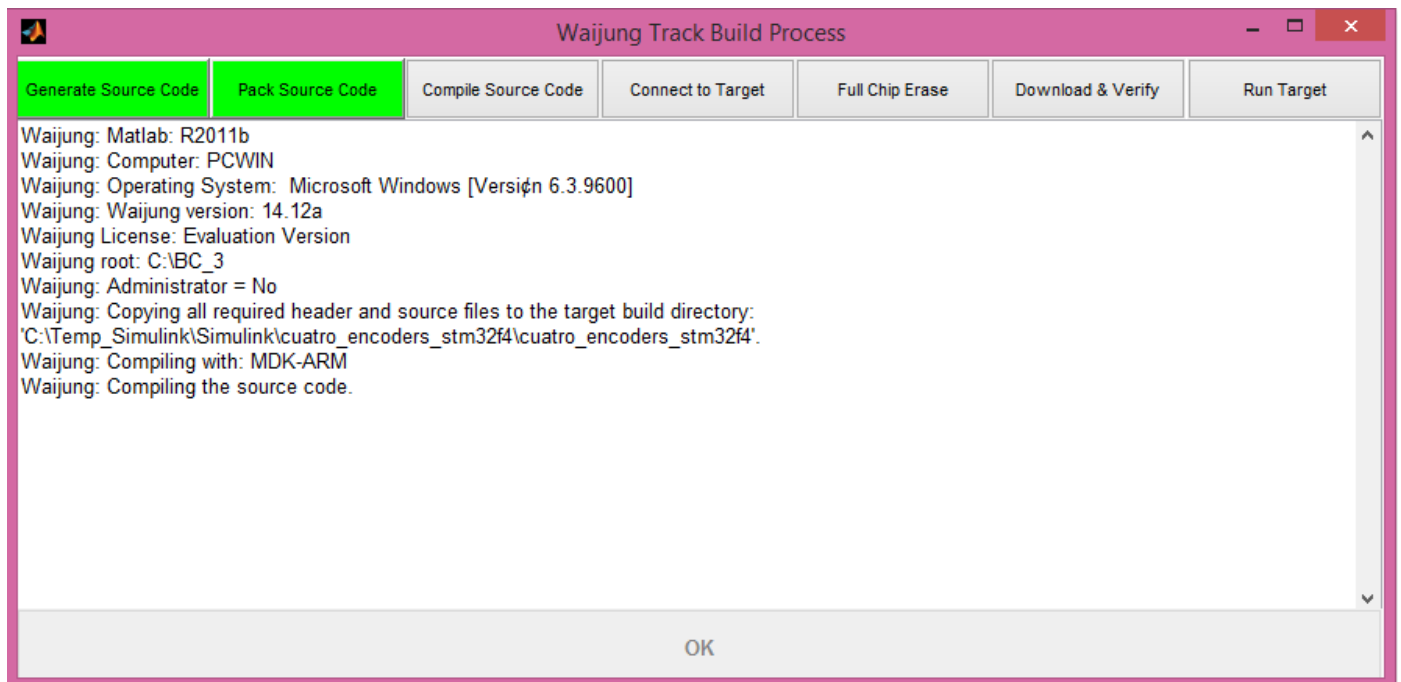 Waijung Track Build Process
Generate Source Code
Pack Source Code
Compile Source Code
Connect to Target
Full Chip Erase
Download & Verify
Run Target
Waijung: Matlab: R2011b
Waijung: Computer: PCWIN
Waijung: Operating System:  Microsoft Windows [Versi¢n 6.3.9600]
Waijung: Waijung version: 14.12a
Waijung License: Evaluation Version
Waijung root: C:\BC_3
Waijung: Administrator = No
Waijung: Copying all required header and source files to the target build directory:
'C:\Temp_Simulink\Simulink\cuatro_encoders_stm32f4\cuatro_encoders_stm32f4'.
Waijung: Compiling with: MDK-ARM
Waijung: Compiling the source code.
OK